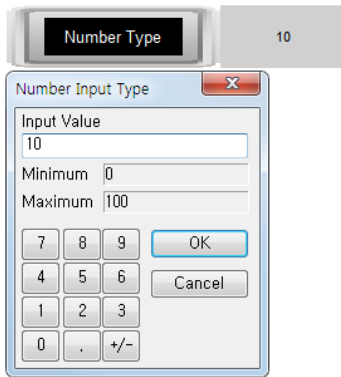 Number Type 10
Number Input Type
Input Value
10
Minimum 0
Maximum 100
7 8 9 OK
4 5 6 Cancel
1 2 3
0 . +/-